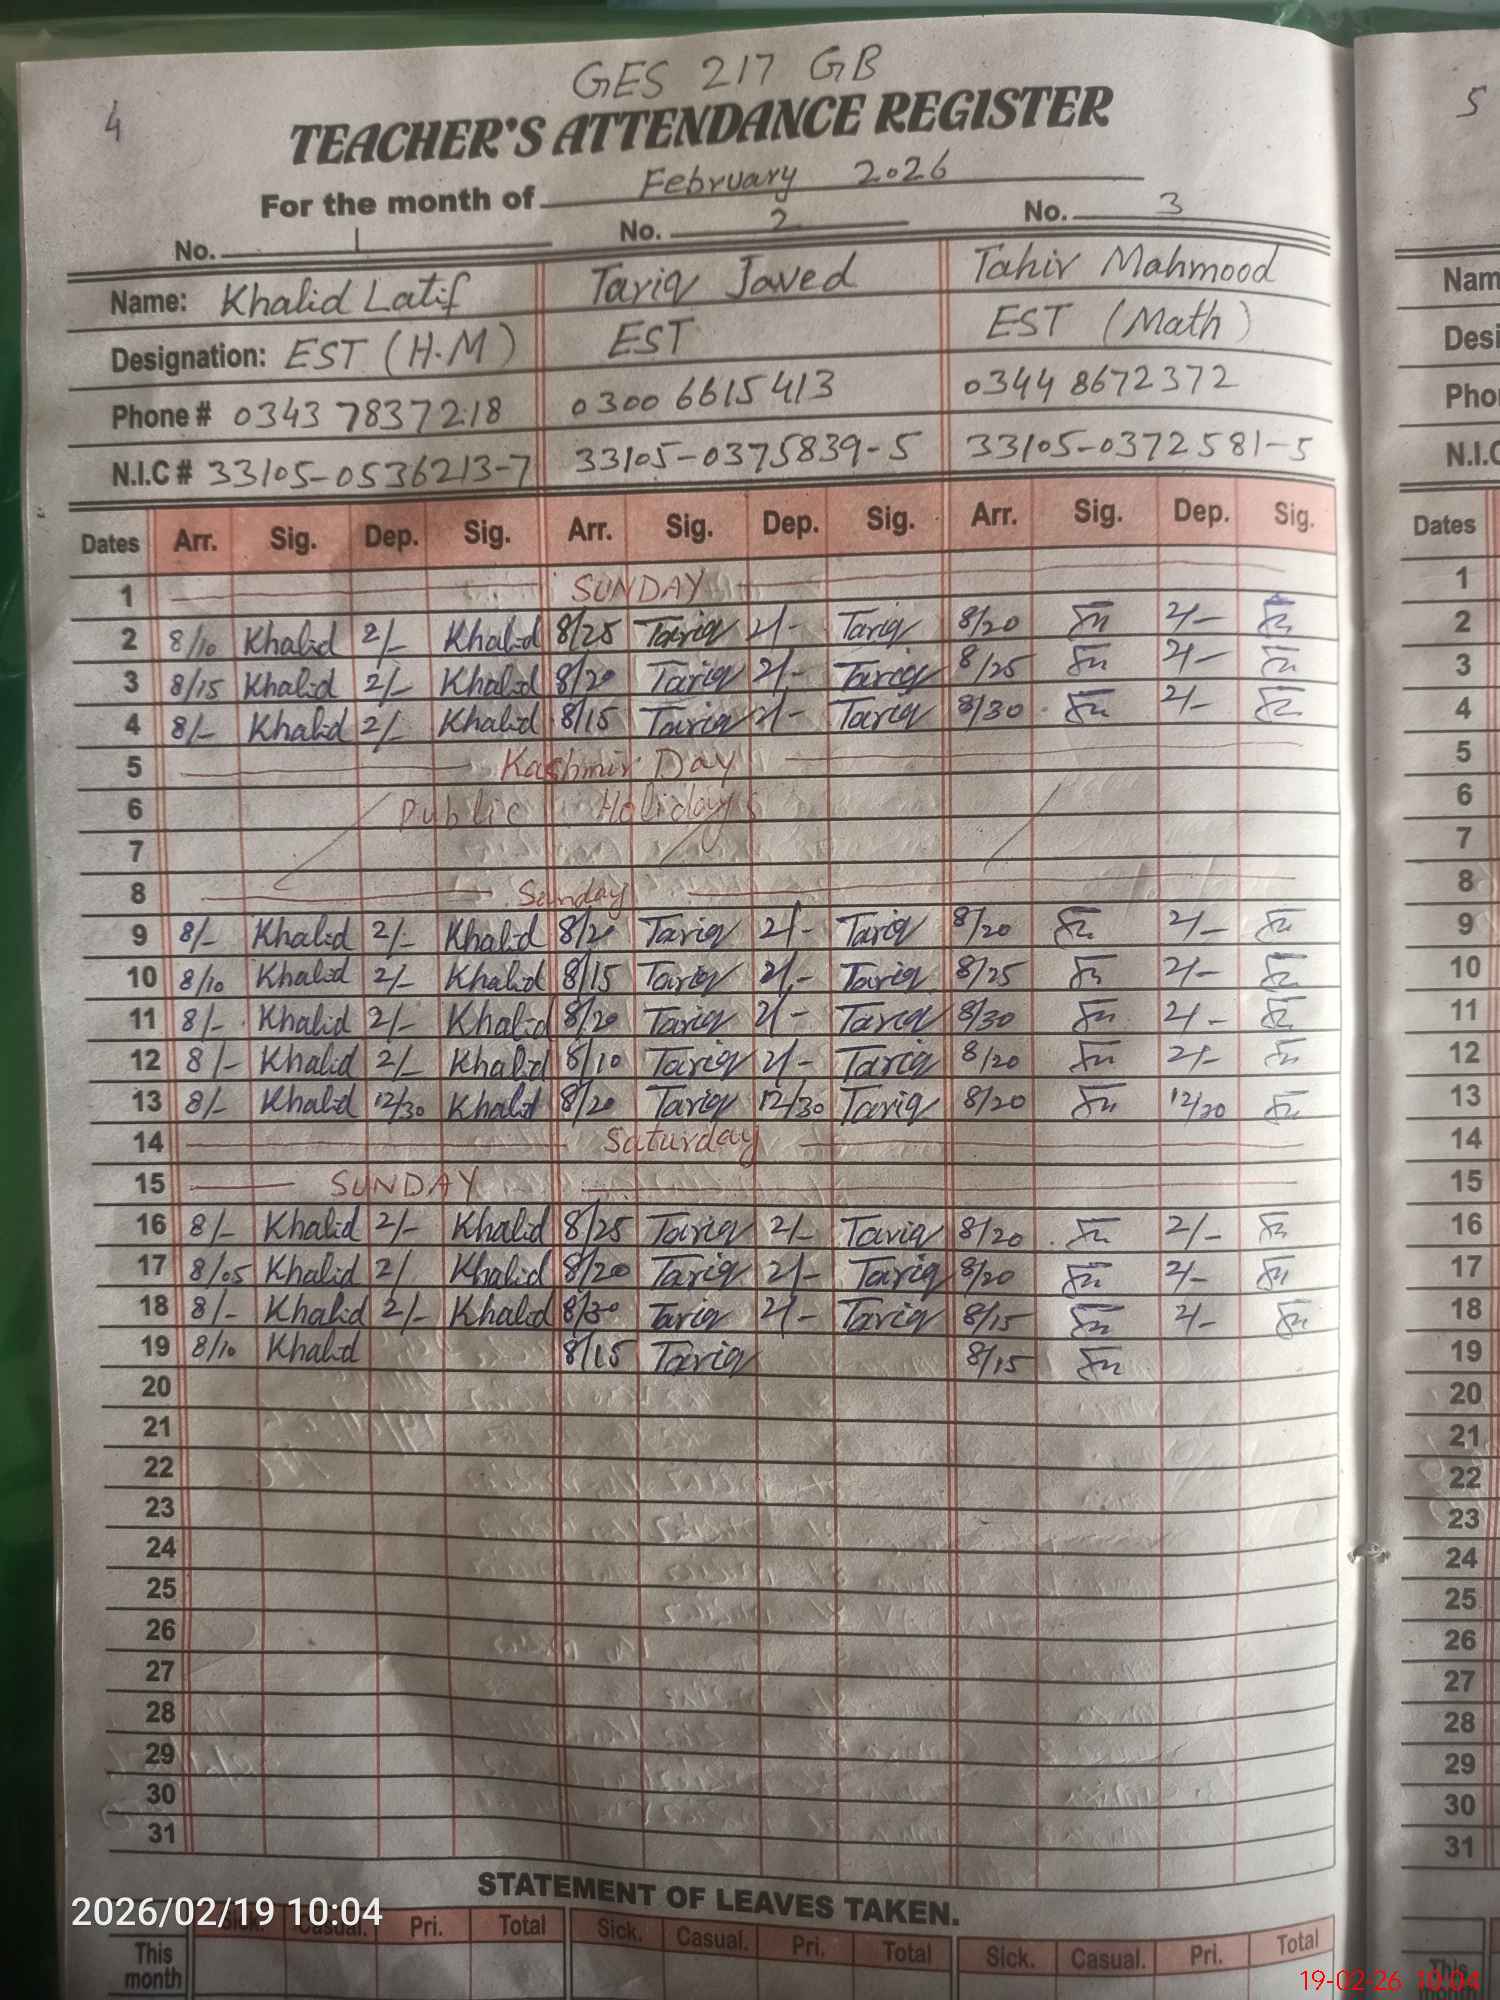 GES 217 GB
4
TEACHER'S ATTENDANCE REGISTER
For the month of February 2026
No. 1 No. 2 No. 3
Name: Khalid Latif Tariq Javed Tahir Mahmood
Designation: EST (H.M) EST EST (Math)
Phone # 0343 7837218 0300 6615413 0344 8672372
N.I.C # 33105-0536213-7 33105-0375839-5 33105-0372581-5
Dates Arr. Sig. Dep. Sig. Arr. Sig. Dep. Sig. Arr. Sig. Dep. Sig.
1 SUNDAY
2 8/10 Khalid 2/- Khalid 8/25 Tariq 2/- Tariq 8/20 2/-
3 8/15 Khalid 2/- Khalid 8/20 Tariq 2/- Tariq 8/25 2/-
4 8/- Khalid 2/- Khalid 8/15 Tariq 2/- Tariq 8/30 2/-
5 Kashmir Day
6 Public Holidays
7
8 Sunday
9 8/- Khalid 2/- Khalid 8/20 Tariq 2/- Tariq 8/20 2/-
10 8/10 Khalid 2/- Khalid 8/15 Tariq 2/- Tariq 8/25 2/-
11 8/- Khalid 2/- Khalid 8/20 Tariq 2/- Tariq 8/30 2/-
12 8/- Khalid 2/- Khalid 8/10 Tariq 2/- Tariq 8/20 2/-
13 8/- Khalid 12/30 Khalid 8/20 Tariq 12/30 Tariq 8/20
14 Saturday
15 SUNDAY
16 8/- Khalid 2/- Khalid 8/25 Tariq 2/- Tariq 8/20 2/-
17 8/05 Khalid 2/ Khalid 8/20 Tariq 2/- Tariq 8/20 2/-
18 8/- Khalid 2/- Khalid 8/30 Tariq 2/- Tariq 8/15 2/-
19 8/10 Khalid 8/15 Tariq 8/15
20
21
22
23
24
25
26
27
28
29
30
31
STATEMENT OF LEAVES TAKEN.
Sick. Casual. Pri. Total Sick. Casual. Pri. Total Sick. Casual. Pri. Total
This month
2026/02/19 10:04
5
Nam
Desi
Pho
N.I.C
Dates
1
2
3
4
5
6
7
8
9
10
11
12
13
14
15
16
17
18
19
20
21
22
23
24
25
26
27
28
29
30
31
This month
19-02-26 10:04